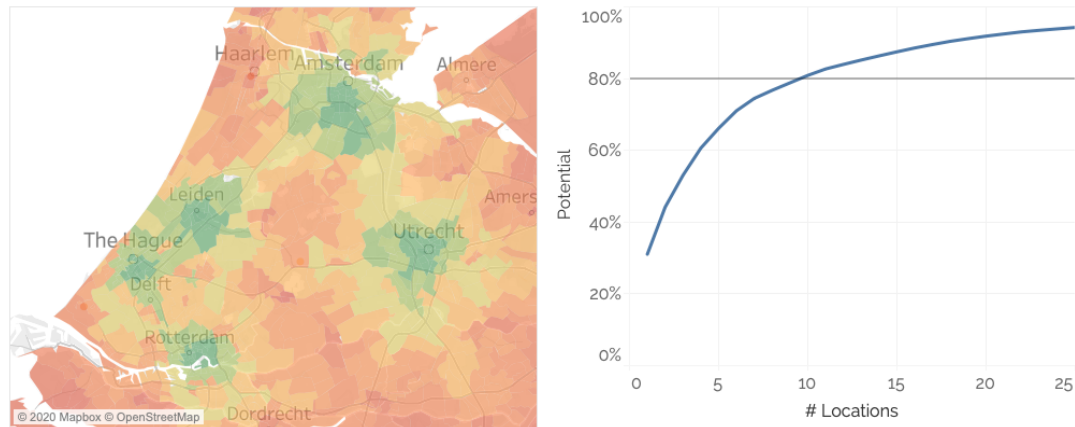 Haarlem
Amsterdam
Almere
Leiden
Amers
Utrecht
The Hague
Delft
Rotterdam
Dordrecht
© 2020 Mapbox © OpenStreetMap
100%
80%
60%
40%
20%
0%
Potential
0 5 10 15 20 25
# Locations